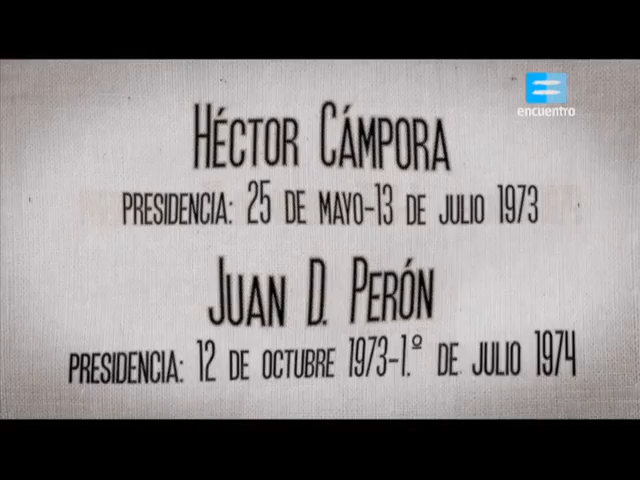 encuentro
Héctor Cámpora
Presidencia: 25 de Mayo-13 de Julio 1973
Juan D. Perón
Presidencia: 12 de Octubre 1973-1.º de Julio 1974